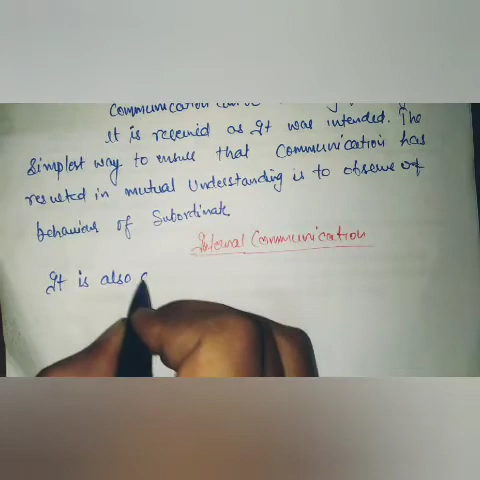 Communication
it is received as It was intended. The
Simplest way to ensure that Communication has
resulted in mutual Understanding is to observe of
behaviour of Subordinate.
Internal Communication
It is also